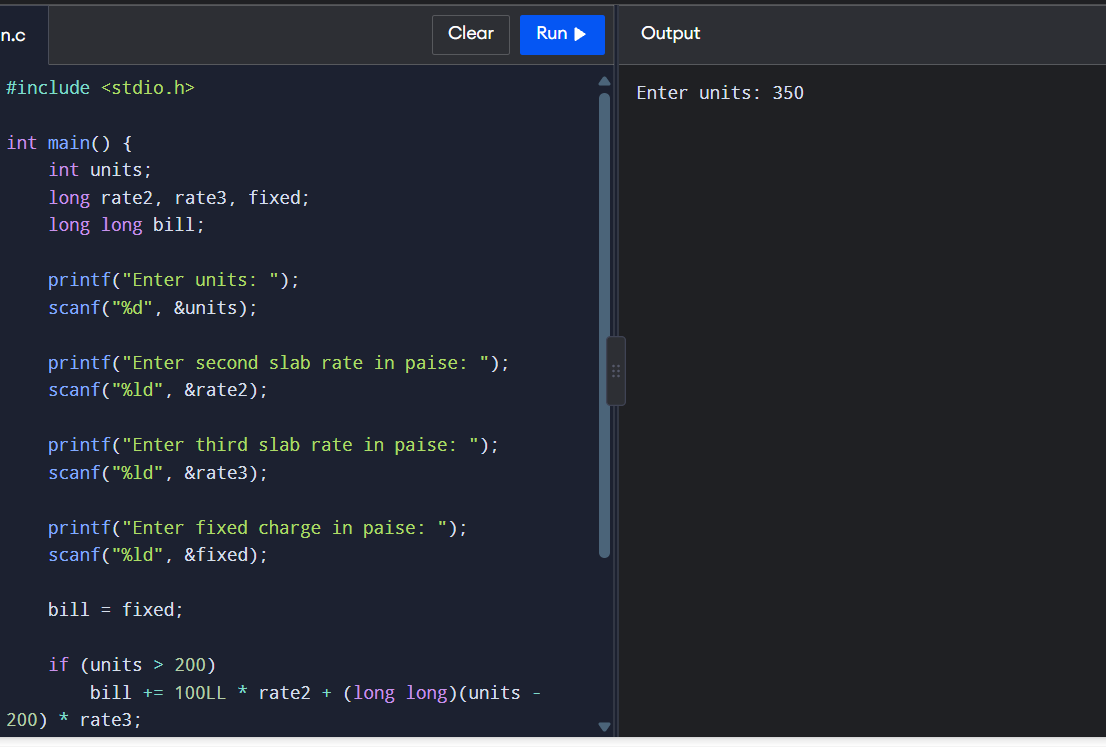 n.c
Clear
Run
Output
#include <stdio.h>
int main() {
    int units;
    long rate2, rate3, fixed;
    long long bill;
    printf("Enter units: ");
    scanf("%d", &units);
    printf("Enter second slab rate in paise: ");
    scanf("%ld", &rate2);
    printf("Enter third slab rate in paise: ");
    scanf("%ld", &rate3);
    printf("Enter fixed charge in paise: ");
    scanf("%ld", &fixed);
    bill = fixed;
    if (units > 200)
        bill += 100LL * rate2 + (long long)(units -
200) * rate3;
Enter units: 350